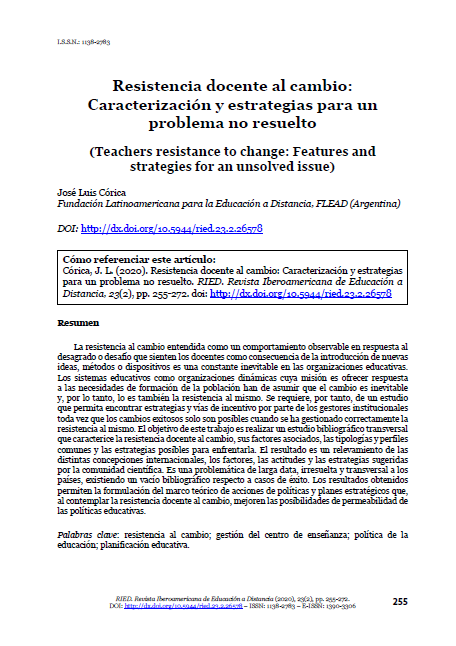 I.S.S.N.: 1138-2783
Resistencia docente al cambio:
Caracterización y estrategias para un
problema no resuelto
(Teachers resistance to change: Features and
strategies for an unsolved issue)
José Luis Córica
Fundación Latinoamericana para la Educación a Distancia, FLEAD (Argentina)
DOI: http://dx.doi.org/10.5944/ried.23.2.26578
Cómo referenciar este artículo:
Córica, J. L. (2020). Resistencia docente al cambio: Caracterización y estrategias
para un problema no resuelto. RIED. Revista Iberoamericana de Educación a
Distancia, 23(2), pp. 255-272. doi: http://dx.doi.org/10.5944/ried.23.2.26578
Resumen
La resistencia al cambio entendida como un comportamiento observable en respuesta al
desagrado o desafío que sienten los docentes como consecuencia de la introducción de nuevas
ideas, métodos o dispositivos es una constante inevitable en las organizaciones educativas.
Los sistemas educativos como organizaciones dinámicas cuya misión es ofrecer respuesta
a las necesidades de formación de la población han de asumir que el cambio es inevitable
y, por lo tanto, lo es también la resistencia al mismo. Se requiere, por tanto, de un estudio
que permita encontrar estrategias y vías de incentivo por parte de los gestores institucionales
toda vez que los cambios exitosos solo son posibles cuando se ha gestionado correctamente la
resistencia al mismo. El objetivo de este trabajo es realizar un estudio bibliográfico transversal
que caracterice la resistencia docente al cambio, sus factores asociados, las tipologías y perfiles
comunes y las estrategias posibles para enfrentarla. El resultado es un relevamiento de las
distintas concepciones internacionales, los factores, las actitudes y las estrategias sugeridas
por la comunidad científica. Es una problemática de larga data, irresuelta y transversal a los
países, existiendo un vacío bibliográfico respecto a casos de éxito. Los resultados obtenidos
permiten la formulación del marco teórico de acciones de políticas y planes estratégicos que,
al contemplar la resistencia docente al cambio, mejoren las posibilidades de permeabilidad de
las políticas educativas.
Palabras clave: resistencia al cambio; gestión del centro de enseñanza; política de la
educación; planificación educativa.
RIED. Revista Iberoamericana de Educación a Distancia (2020), 23(2), pp. 255-272.
DOI: http://dx.doi.org/10.5944/ried.23.2.26578 – ISSN: 1138-2783 – E-ISSN: 1390-3306
255